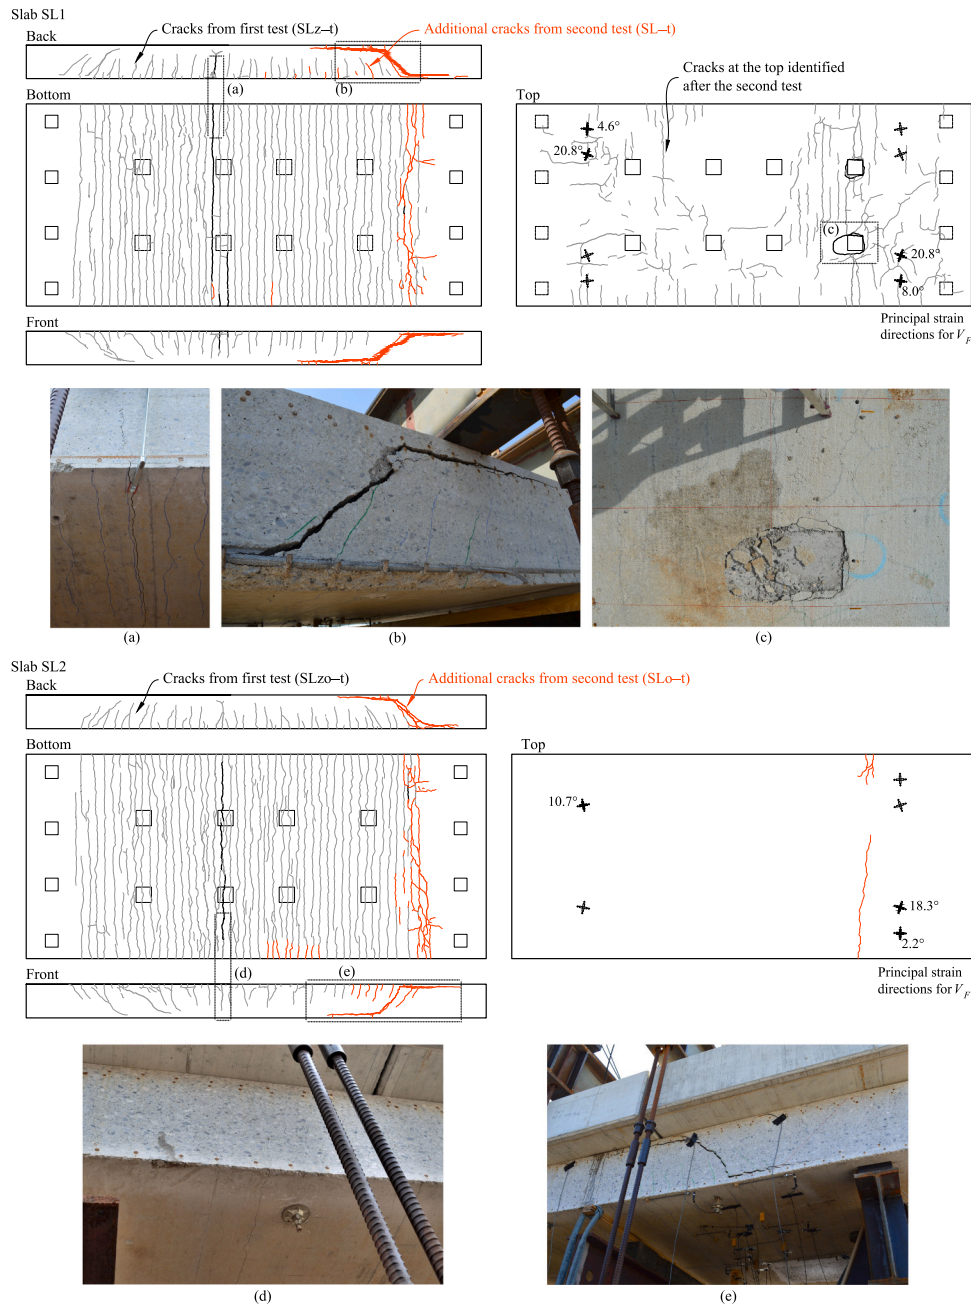 Slab SL1
Back
Cracks from first test (SLz–t)
Additional cracks from second test (SL–t)
(a)
(b)
Bottom
Top
Cracks at the top identified
after the second test
4.6°
20.8°
(c)
20.8°
8.0°
Front
Principal strain
directions for V_F
(a)
(b)
(c)
Slab SL2
Back
Cracks from first test (SLzo–t)
Additional cracks from second test (SLo–t)
Bottom
Top
10.7°
18.3°
2.2°
(d)
(e)
Front
Principal strain
directions for V_F
(d)
(e)